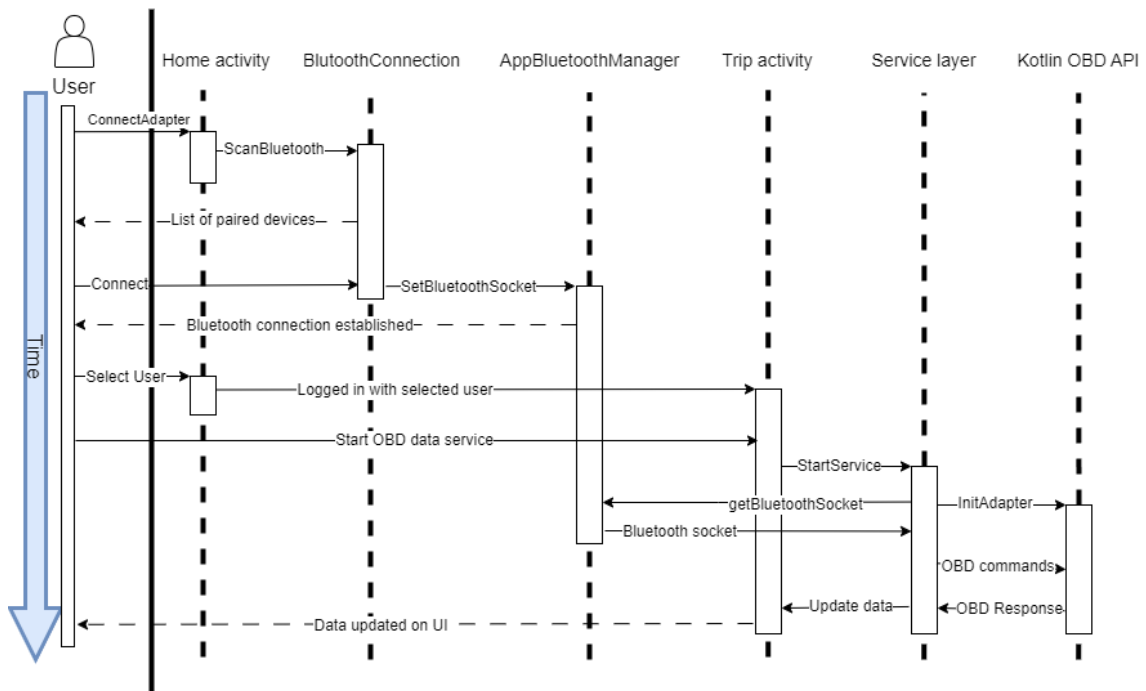 Home activity
BlutoothConnection
AppBluetoothManager
Trip activity
Service layer
Kotlin OBD API
User
ConnectAdapter
ScanBluetooth
List of paired devices
Connect
SetBluetoothSocket
Bluetooth connection established
Time
Select User
Logged in with selected user
Start OBD data service
StartService
getBluetoothSocket
InitAdapter
Bluetooth socket
OBD commands
Update data
OBD Response
Data updated on UI